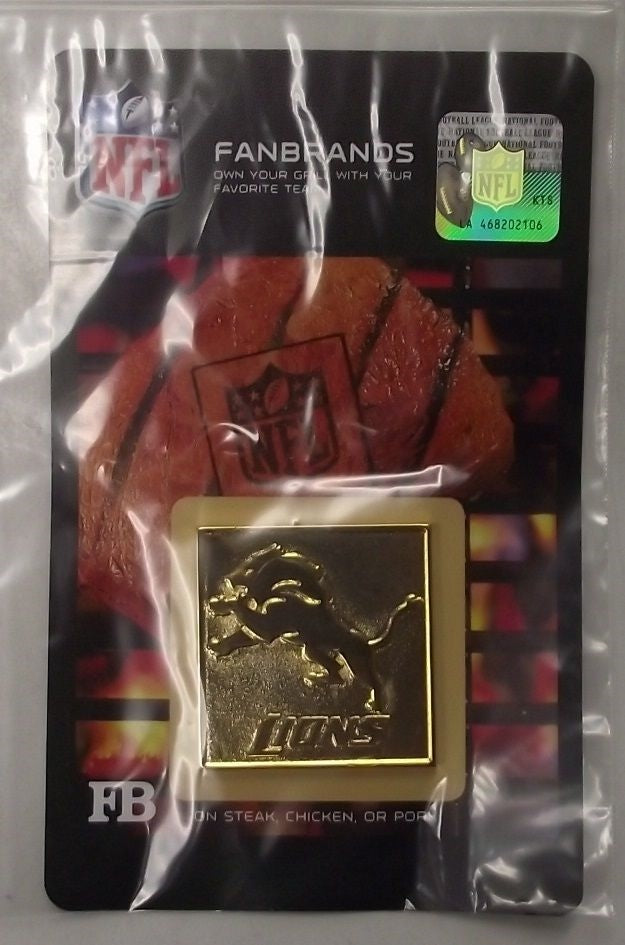 NFL
FANBRANDS
OWN YOUR GRILL WITH YOUR
FAVORITE TEAM
NFL
KTS
LA 468202106
NFL
LIONS
FB
ON STEAK, CHICKEN, OR PORK